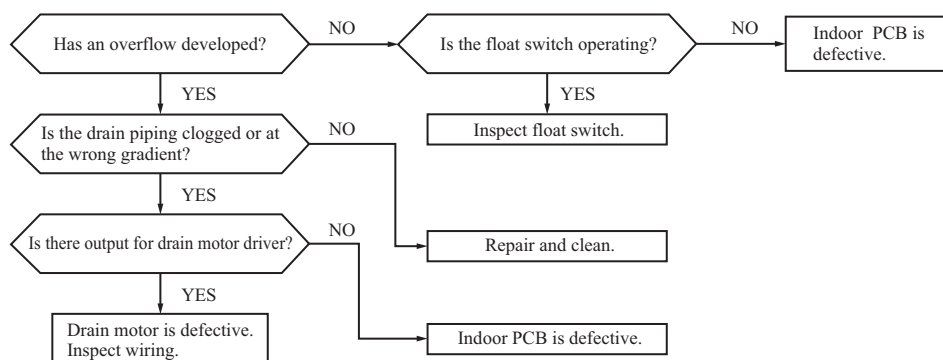 Has an overflow developed?
NO
Is the float switch operating?
NO
Indoor PCB is
defective.
YES
YES
Inspect float switch.
Is the drain piping clogged or at
the wrong gradient?
NO
YES
Is there output for drain motor driver?
NO
Repair and clean.
YES
Drain motor is defective.
Inspect wiring.
Indoor PCB is defective.